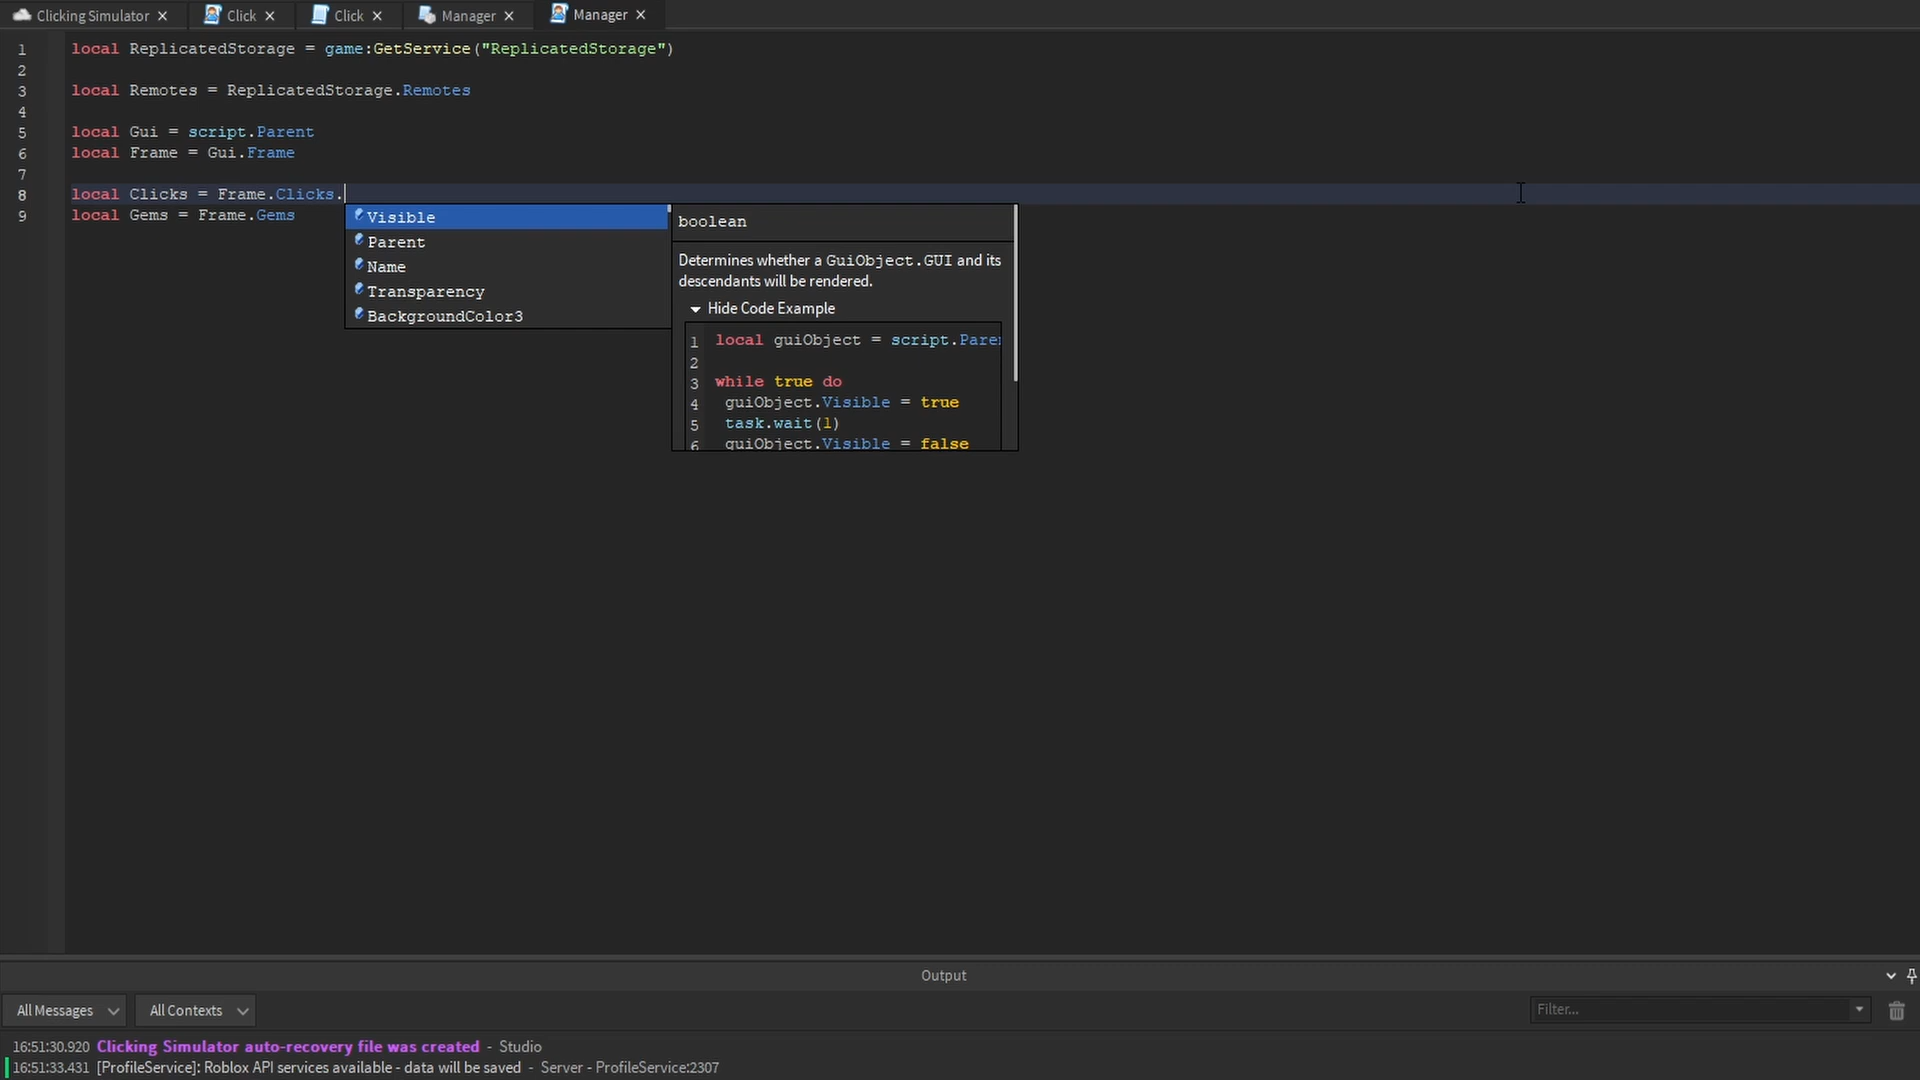 Clicking Simulator
Click
Click
Manager
Manager
1 local ReplicatedStorage = game:GetService("ReplicatedStorage")
2
3 local Remotes = ReplicatedStorage.Remotes
4
5 local Gui = script.Parent
6 local Frame = Gui.Frame
7
8 local Clicks = Frame.Clicks.
9 local Gems = Frame.Gems
Visible
Parent
Name
Transparency
BackgroundColor3
boolean
Determines whether a GuiObject.GUI and its
descendants will be rendered.
Hide Code Example
1 local guiObject = script.Parei
2
3 while true do
4 guiObject.Visible = true
5 task.wait(1)
6 guiObject.Visible = false
Output
All Messages
All Contexts
Filter...
16:51:30.920 Clicking Simulator auto-recovery file was created - Studio
16:51:33.431 [ProfileService]: Roblox API services available - data will be saved - Server - ProfileService:2307